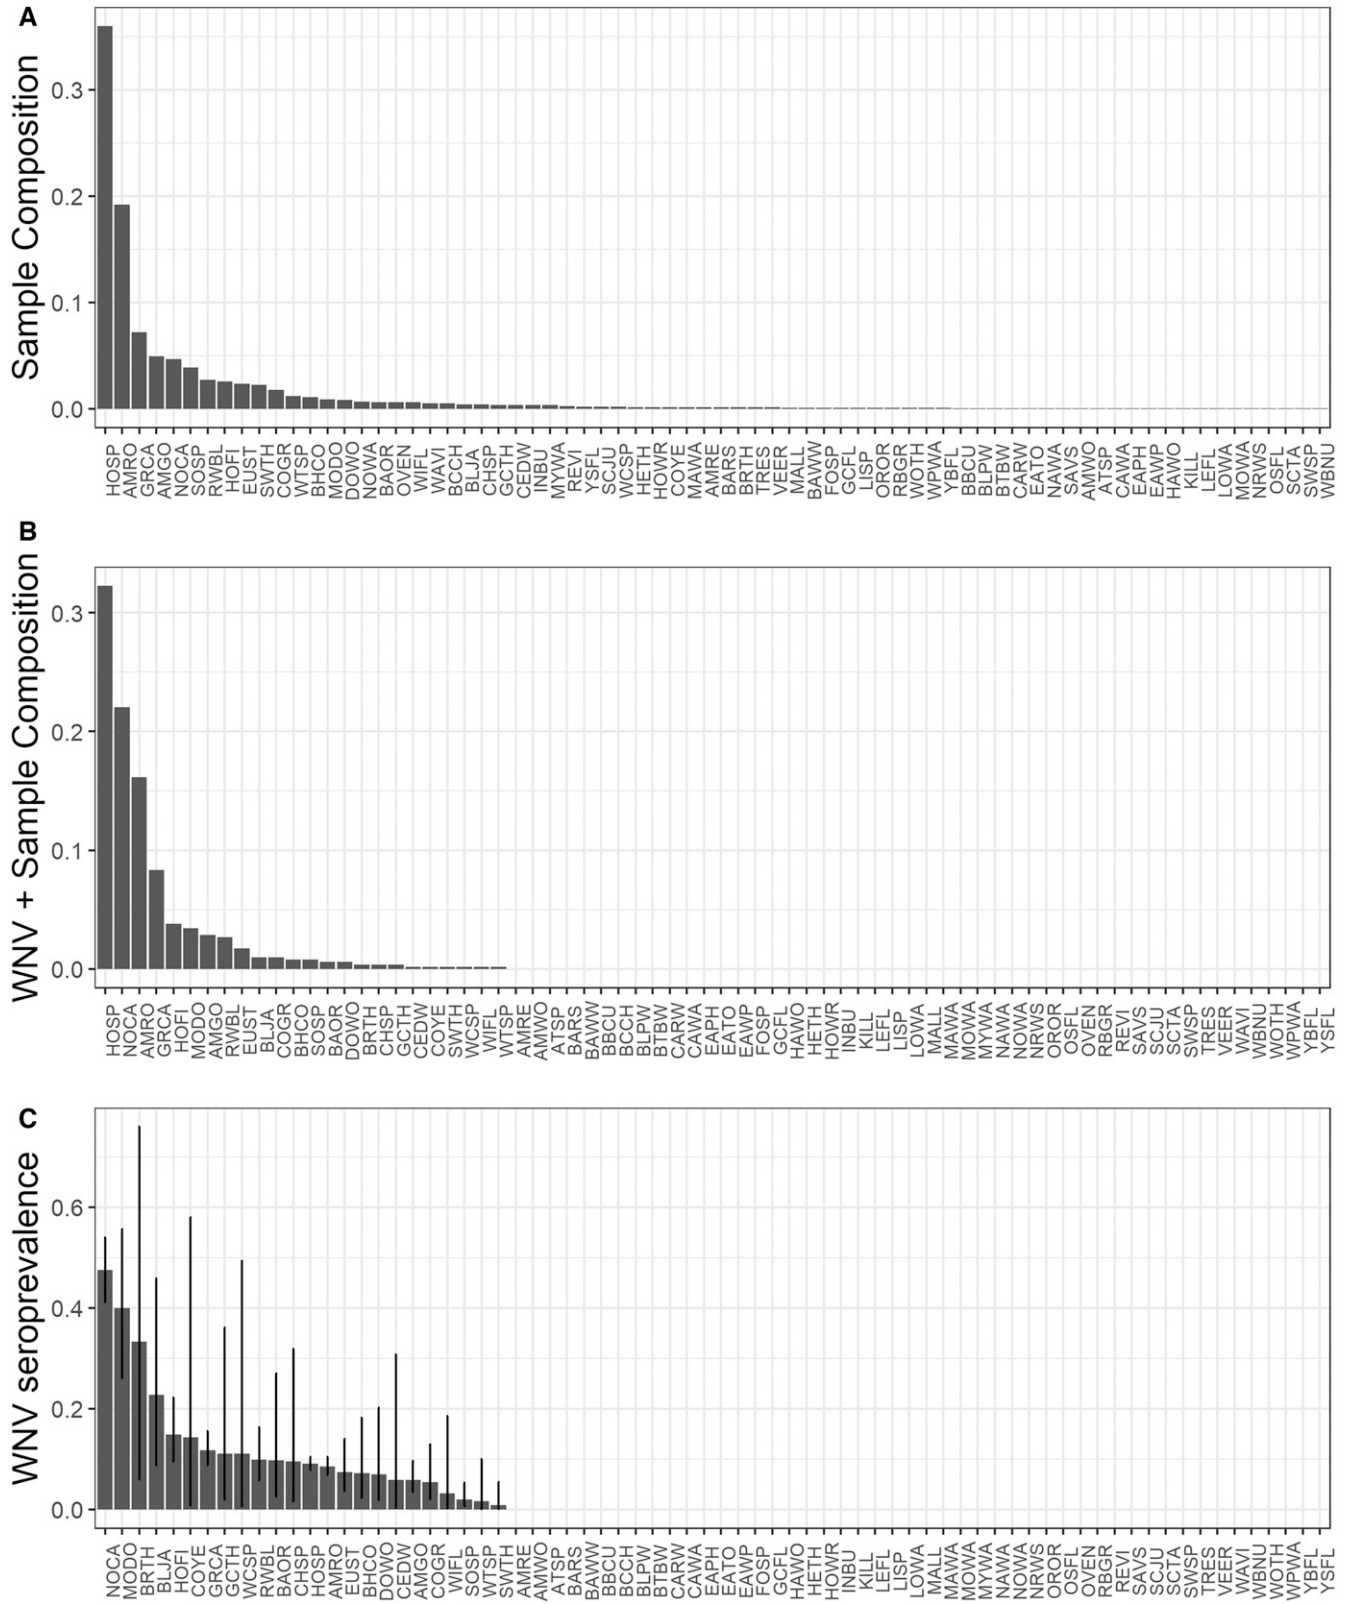 A
Sample Composition
0.3
0.2
0.1
0.0
HOSP
AMRO
GRCA
AMGO
NOCA
SOSP
RWBL
HOFI
EUST
SWTH
COGR
WTSP
BHCO
MODO
DOWO
NOWA
BAOR
OVEN
WIFL
WAVI
BCCH
BLJA
CHSP
GCTH
CEDW
INBU
MYWA
REVI
YSFL
SCJU
WCSP
HETH
HOWR
COYE
MAWA
AMRE
BARS
BRTH
TRES
VEER
MALL
BAWW
FOSP
GCFL
LISP
OROR
RBGR
WOTH
WPWA
YBFL
BBCU
BLPW
BTBW
CARW
EATO
NAWA
SAVS
AMWO
ATSP
CAWA
EAPH
EAWP
HAWO
KILL
LEFL
LOWA
MOWA
NRWS
OSFL
SCTA
SWSP
WBNU
B
WNV + Sample Composition
0.3
0.2
0.1
0.0
HOSP
NOCA
AMRO
GRCA
HOFI
MODO
AMGO
RWBL
EUST
BLJA
COGR
BHCO
SOSP
BAOR
DOWO
BRTH
CHSP
GCTH
CEDW
COYE
SWTH
WCSP
WIFL
WTSP
AMRE
AMWO
ATSP
BARS
BAWW
BBCU
BCCH
BLPW
BTBW
CARW
CAWA
EAPH
EATO
EAWP
FOSP
GCFL
HAWO
HETH
HOWR
INBU
KILL
LEFL
LISP
LOWA
MALL
MAWA
MOWA
MYWA
NAWA
NOWA
NRWS
OROR
OSFL
OVEN
RBGR
REVI
SAVS
SCJU
SCTA
SWSP
TRES
VEER
WAVI
WBNU
WOTH
WPWA
YBFL
YSFL
C
WNV seroprevalence
0.6
0.4
0.2
0.0
NOCA
MODO
BRTH
BLJA
HOFI
COYE
GRCA
GCTH
WCSP
RWBL
BAOR
CHSP
HOSP
AMRO
EUST
BHCO
DOWO
CEDW
AMGO
COGR
WIFL
SOSP
WTSP
SWTH
AMRE
AMWO
ATSP
BARS
BAWW
BBCU
BCCH
BLPW
BTBW
CARW
CAWA
EAPH
EATO
EAWP
FOSP
GCFL
HAWO
HETH
HOWR
INBU
KILL
LEFL
LISP
LOWA
MALL
MAWA
MOWA
MYWA
NAWA
NOWA
NRWS
OROR
OSFL
OVEN
RBGR
REVI
SAVS
SCJU
SCTA
SWSP
TRES
VEER
WAVI
WBNU
WOTH
WPWA
YBFL
YSFL